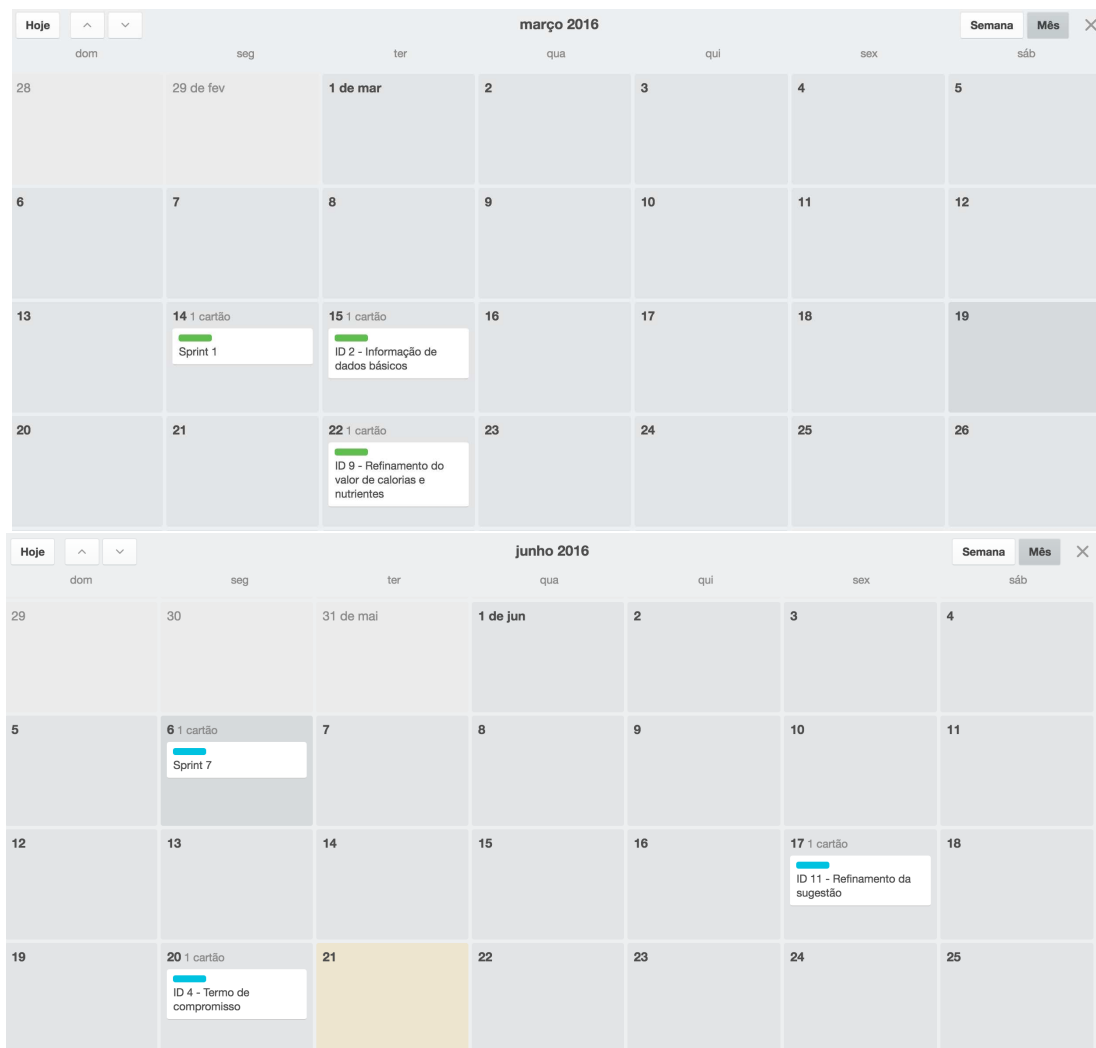 Hoje março 2016 Semana Mês
dom seg ter qua qui sex sáb
28 29 de fev 1 de mar 2 3 4 5
6 7 8 9 10 11 12
13 14 1 cartão 15 1 cartão 16 17 18 19
Sprint 1
ID 2 - Informação de
dados básicos
20 21 22 1 cartão 23 24 25 26
ID 9 - Refinamento do
valor de calorias e
nutrientes
Hoje junho 2016 Semana Mês
dom seg ter qua qui sex sáb
29 30 31 de mai 1 de jun 2 3 4
5 6 1 cartão 7 8 9 10 11
Sprint 7
12 13 14 15 16 17 1 cartão 18
ID 11 - Refinamento da
sugestão
19 20 1 cartão 21 22 23 24 25
ID 4 - Termo de
compromisso